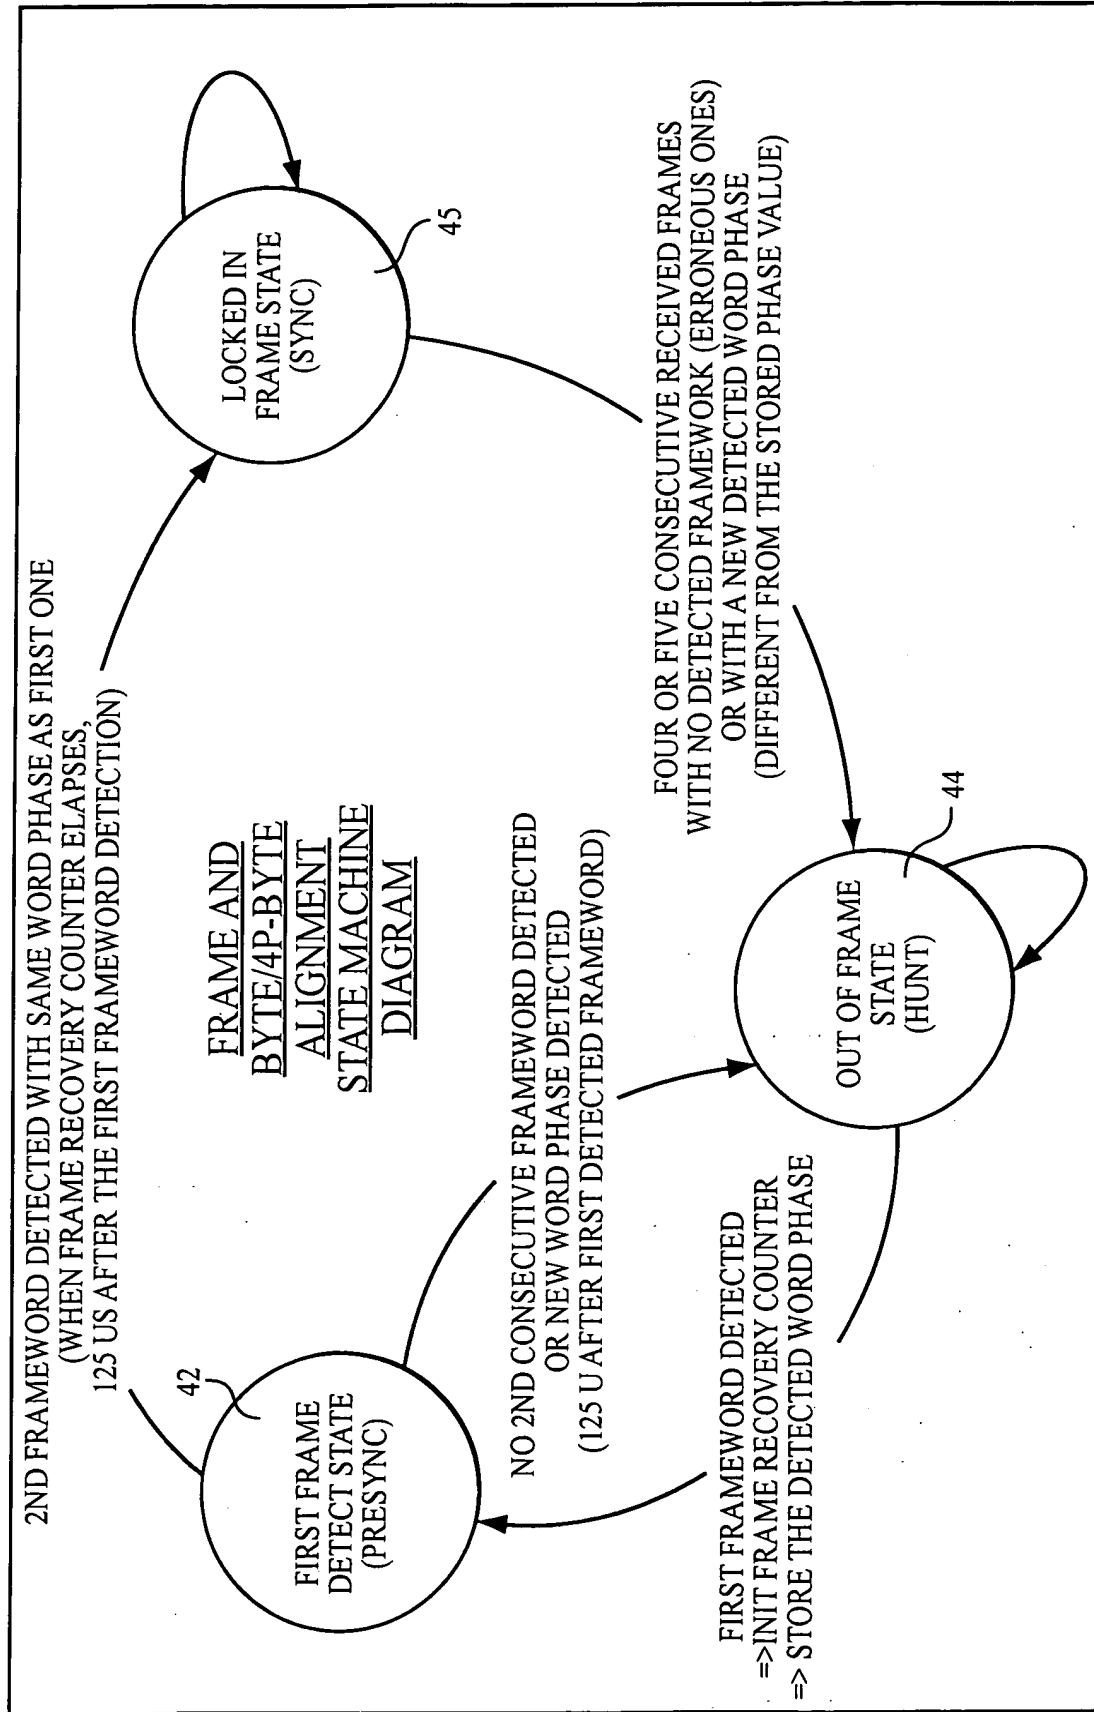 2ND FRAMEWORD DETECTED WITH SAME WORD PHASE AS FIRST ONE
(WHEN FRAME RECOVERY COUNTER ELAPSES,
125 US AFTER THE FIRST FRAMEWORD DETECTION)
42
FIRST FRAME
DETECT STATE
(PRESYNC)
FRAME AND
BYTE/4P-BYTE
ALIGNMENT
STATE MACHINE
DIAGRAM
LOCKED IN
FRAME STATE
(SYNC)
45
NO 2ND CONSECUTIVE FRAMEWORD DETECTED
OR NEW WORD PHASE DETECTED
(125 U AFTER FIRST DETECTED FRAMEWORD)
FOUR OR FIVE CONSECUTIVE RECEIVED FRAMES
WITH NO DETECTED FRAMEWORK (ERRONEOUS ONES)
OR WITH A NEW DETECTED WORD PHASE
(DIFFERENT FROM THE STORED PHASE VALUE)
FIRST FRAMEWORD DETECTED
=>INIT FRAME RECOVERY COUNTER
=> STORE THE DETECTED WORD PHASE
OUT OF FRAME
STATE
(HUNT)
44